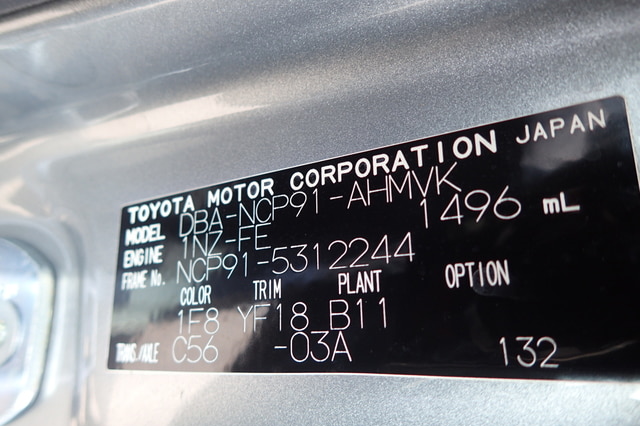 TOYOTA MOTOR CORPORATION JAPAN
MODEL DBA-NCP91-AHMVK
ENGINE 1NZ-FE 1496 mL
FRAME No. NCP91-5312244
COLOR TRIM PLANT OPTION
1F8 YF18 B11
TRANS./AXLE C56 -03A 132